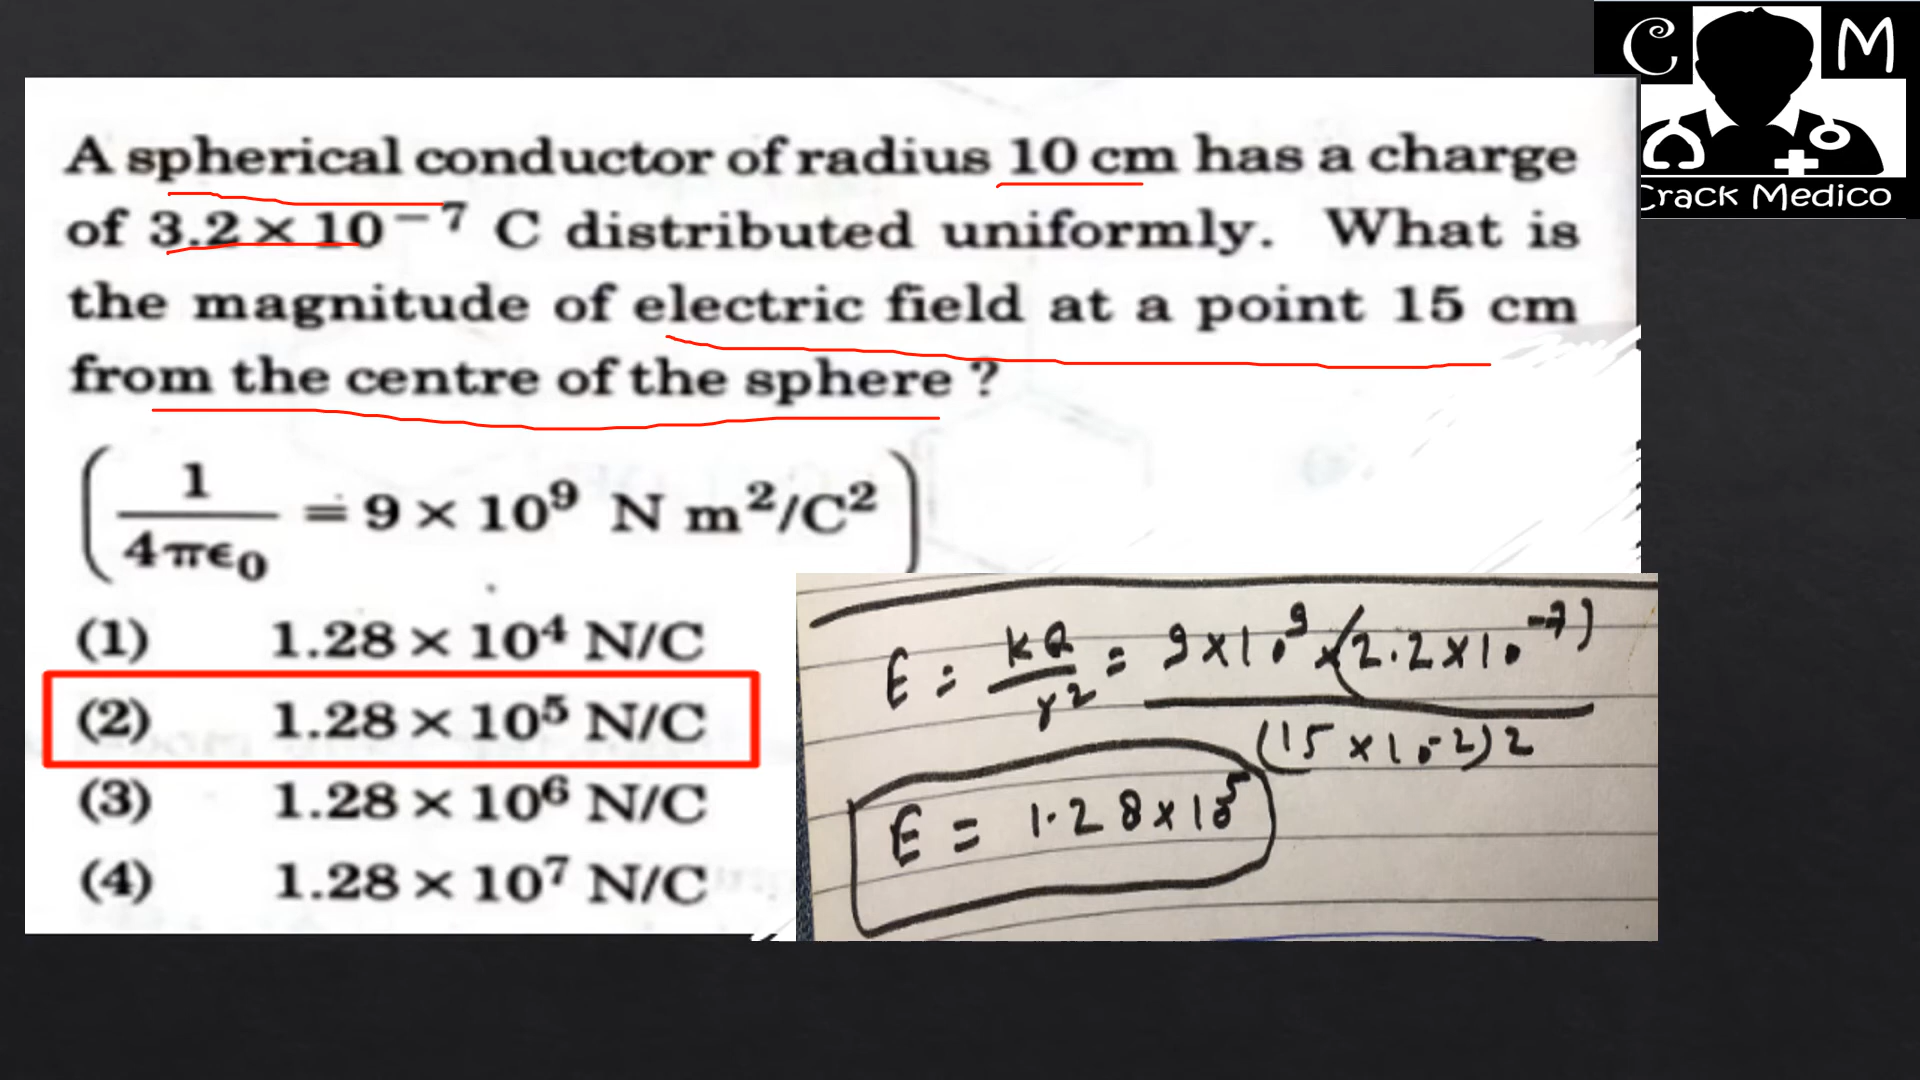 C M
Crack Medico
A spherical conductor of radius 10 cm has a charge
of 3.2 × 10⁻⁷ C distributed uniformly. What is
the magnitude of electric field at a point 15 cm
from the centre of the sphere ?
(1/4πϵ₀ = 9 × 10⁹ N m²/C²)
(1) 1.28 × 10⁴ N/C
(2) 1.28 × 10⁵ N/C
(3) 1.28 × 10⁶ N/C
(4) 1.28 × 10⁷ N/C
E = kQ/r² = 9×10⁹ × (2.2×10⁻⁷)/(15×10⁻²)2
E = 1.28×10⁵